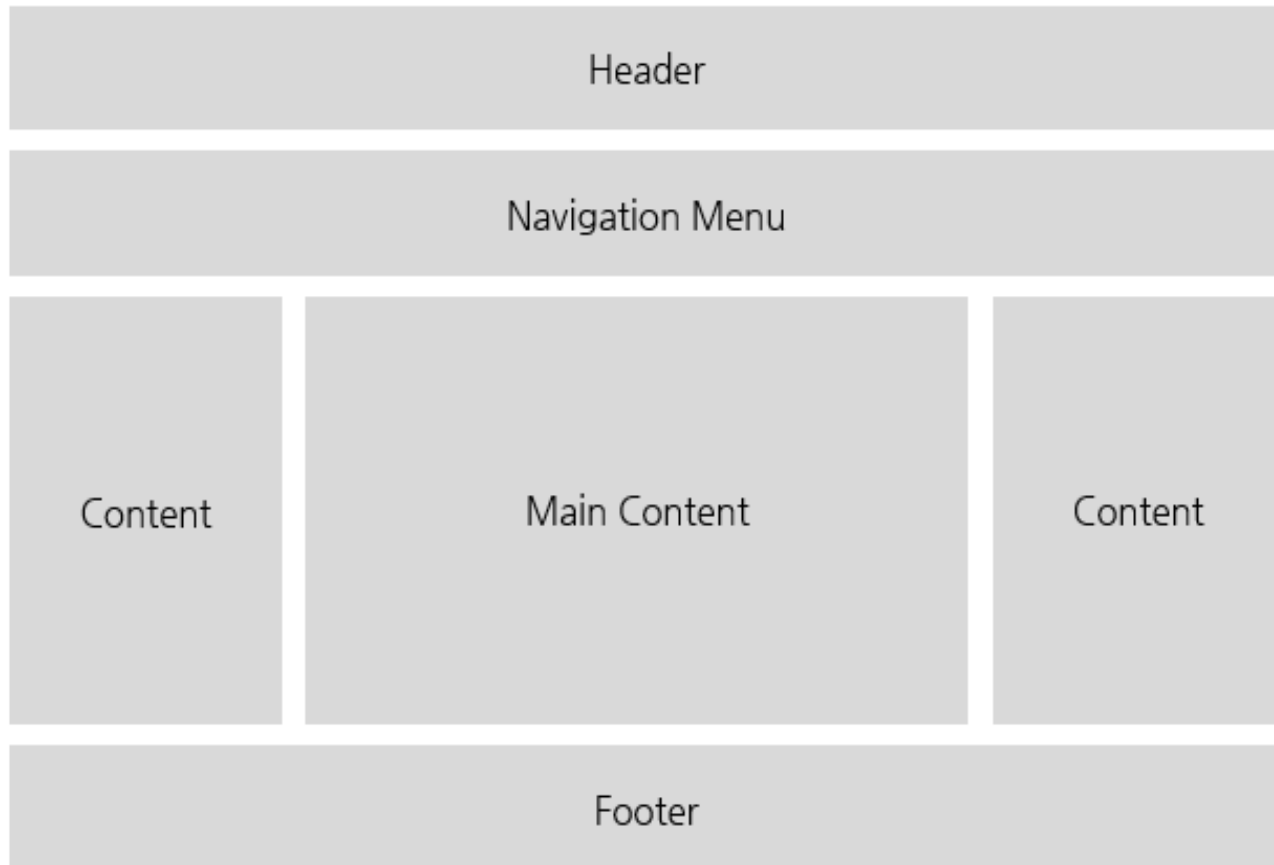 Header
Navigation Menu
Content
Main Content
Content
Footer